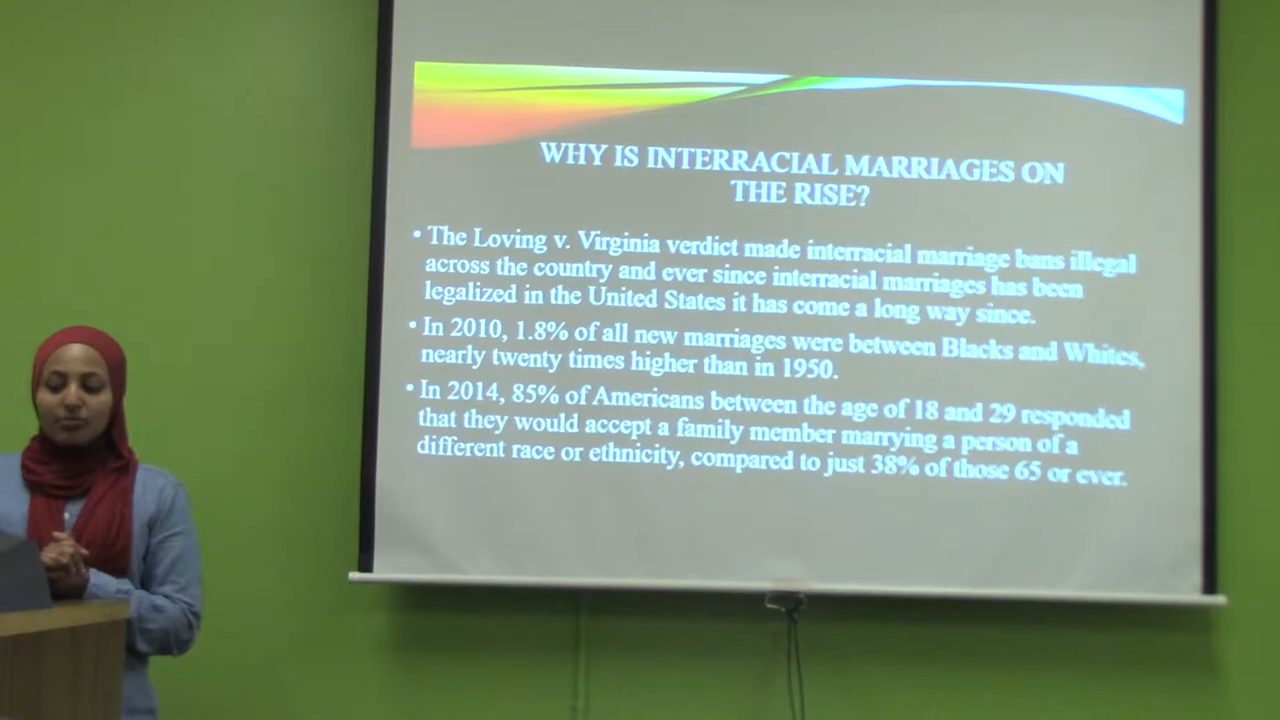 WHY IS INTERRACIAL MARRIAGES ON
THE RISE?
• The Loving v. Virginia verdict made interracial marriage bans illegal
across the country and ever since interracial marriages has been
legalized in the United States it has come a long way since.
• In 2010, 1.8% of all new marriages were between Blacks and Whites,
nearly twenty times higher than in 1950.
• In 2014, 85% of Americans between the age of 18 and 29 responded
that they would accept a family member marrying a person of a
different race or ethnicity, compared to just 38% of those 65 or ever.